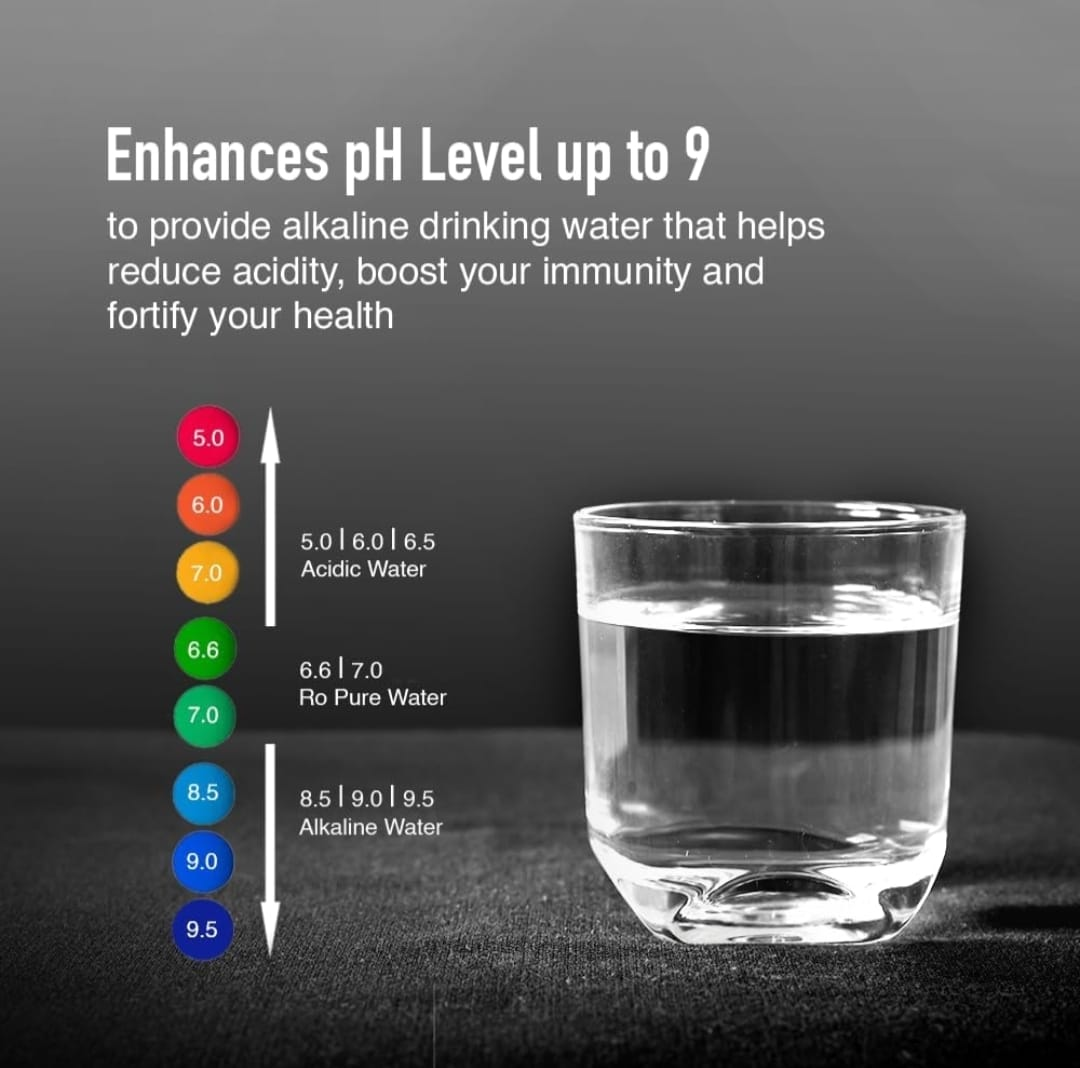 Enhances pH Level up to 9
to provide alkaline drinking water that helps
reduce acidity, boost your immunity and
fortify your health
5.0
6.0
7.0
5.0 | 6.0 | 6.5
Acidic Water
6.6
7.0
6.6 | 7.0
Ro Pure Water
8.5
9.0
9.5
8.5 | 9.0 | 9.5
Alkaline Water